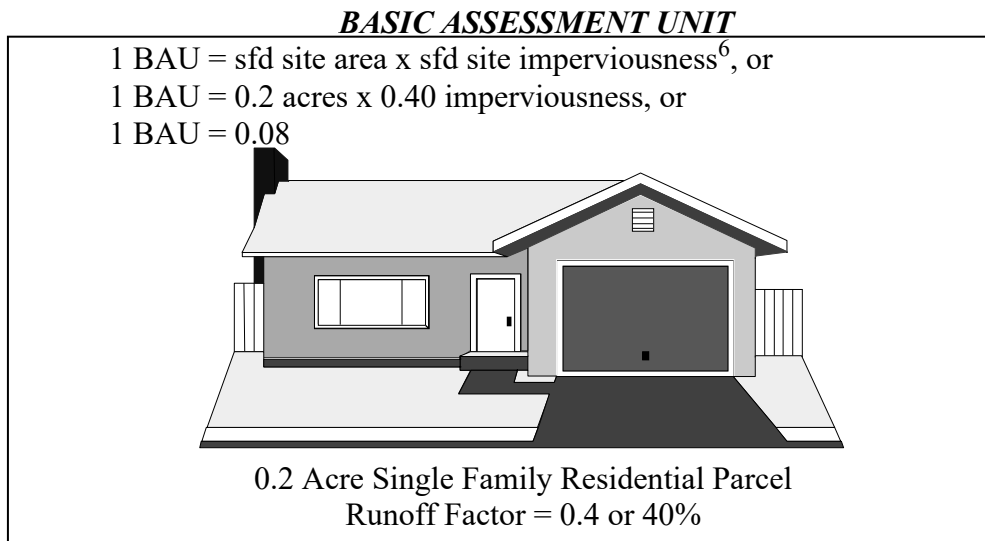 BASIC ASSESSMENT UNIT
1 BAU = sfd site area x sfd site imperviousness⁶, or
1 BAU = 0.2 acres x 0.40 imperviousness, or
1 BAU = 0.08
0.2 Acre Single Family Residential Parcel
Runoff Factor = 0.4 or 40%